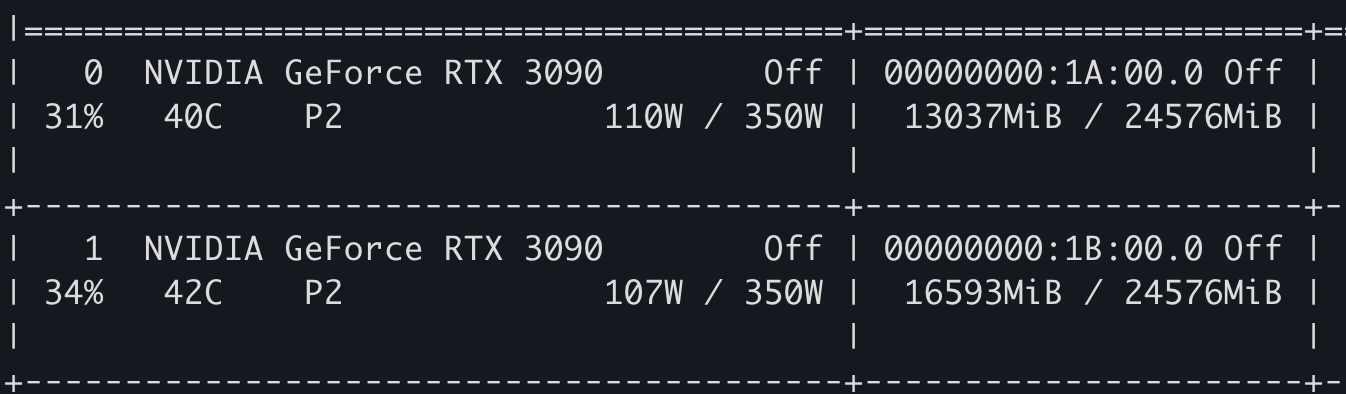 |=========================================+======================+==
|   0  NVIDIA GeForce RTX 3090        Off | 00000000:1A:00.0 Off |
| 31%   40C    P2             110W / 350W |  13037MiB / 24576MiB |
|                                         |                      |
+-----------------------------------------+----------------------+-
|   1  NVIDIA GeForce RTX 3090        Off | 00000000:1B:00.0 Off |
| 34%   42C    P2             107W / 350W |  16593MiB / 24576MiB |
|                                         |                      |
+-----------------------------------------+----------------------+-